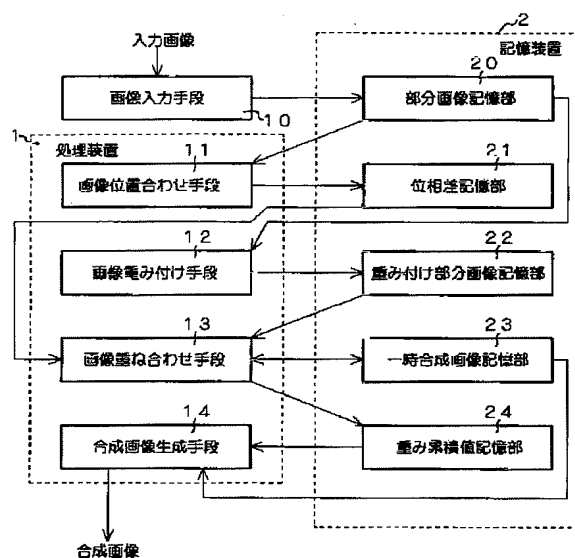 入力画像
2
記憶装置
画像入力手段
10
20
部分画像記憶部
1
処理装置
11
画像位置合わせ手段
21
位相差記憶部
12
画像重み付け手段
22
重み付け部分画像記憶部
13
画像重ね合わせ手段
23
一時合成画像記憶部
14
合成画像生成手段
24
重み累積値記憶部
合成画像